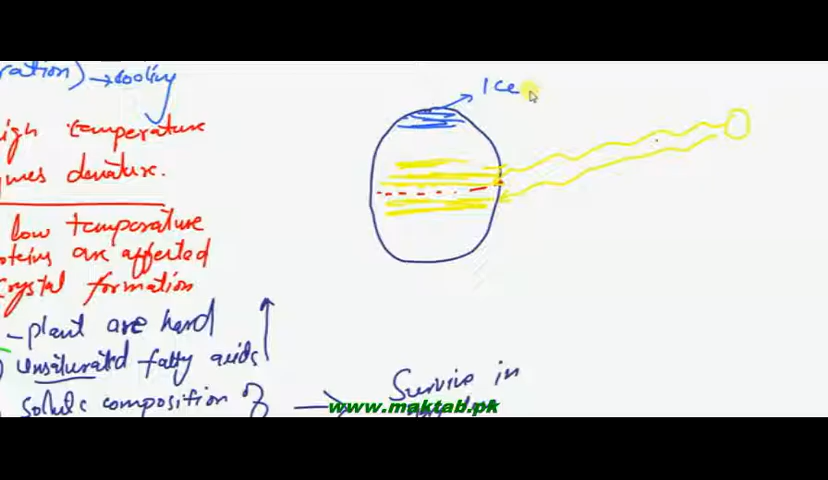 ration) → cooling
Ice
igh temperature
ymes denature.
low temperature
oteins are affected
crystal formation
- plant are hard
) Unsaturated fatty acids
solute composition of
→ Survive in
www.maktab.pk